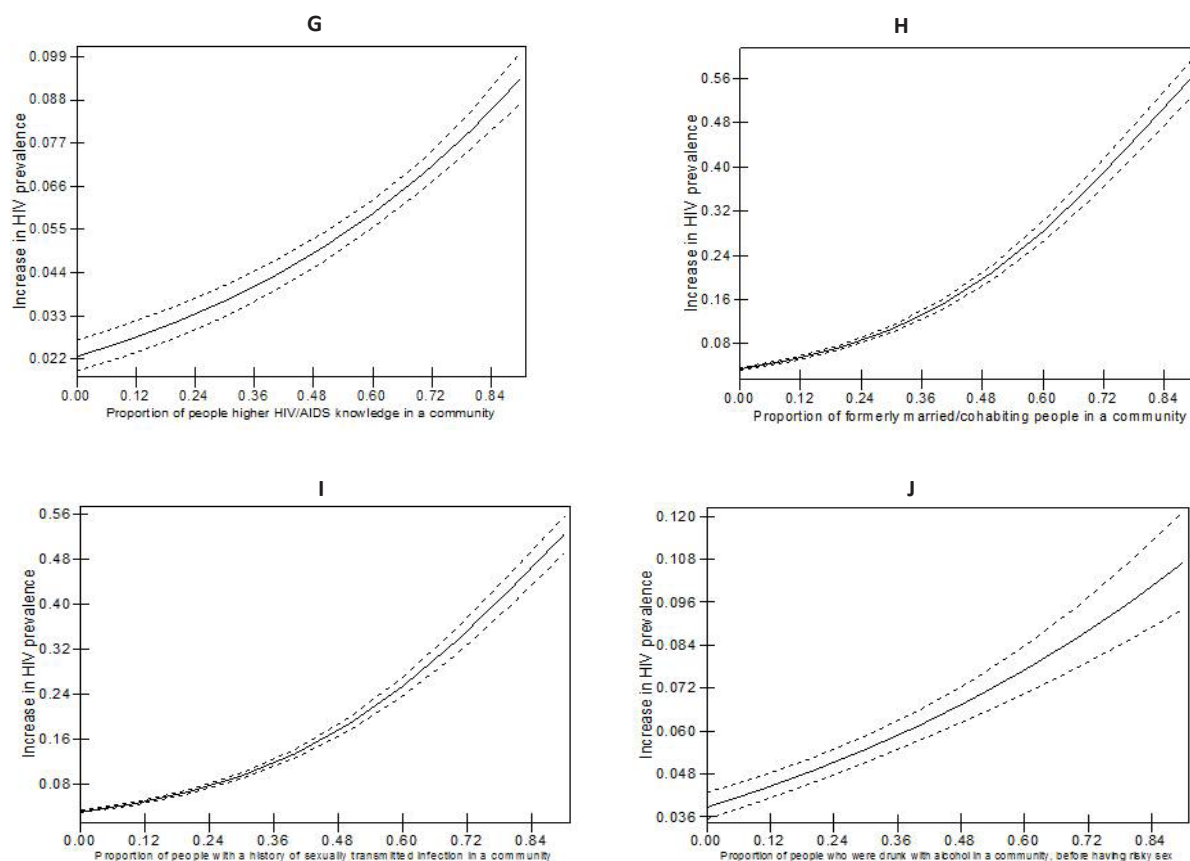 G
Increase in HIV prevalence
0.099
0.088
0.077
0.066
0.055
0.044
0.033
0.022
0.00 0.12 0.24 0.36 0.48 0.60 0.72 0.84
Proportion of people higher HIV/AIDS knowledge in a community
H
Increase in HIV prevalence
0.56
0.48
0.40
0.32
0.24
0.16
0.08
0.00 0.12 0.24 0.36 0.48 0.60 0.72 0.84
Proportion of formerly married/cohabiting people in a community
I
Increase in HIV prevalence
0.56
0.48
0.40
0.32
0.24
0.16
0.08
0.00 0.12 0.24 0.36 0.48 0.60 0.72 0.84
Proportion of people with a history of sexually transmitted infection in a community
J
Increase in HIV prevalence
0.120
0.108
0.096
0.084
0.072
0.060
0.048
0.036
0.00 0.12 0.24 0.36 0.48 0.60 0.72 0.84
Proportion of people who were drunk with alcohol in a community, before having risky sex